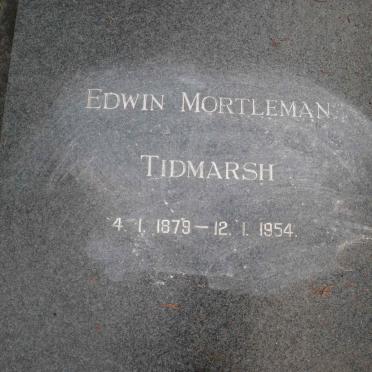 Edwin Mortleman
Tidmarsh
4. 1. 1879 — 12. 1. 1954.